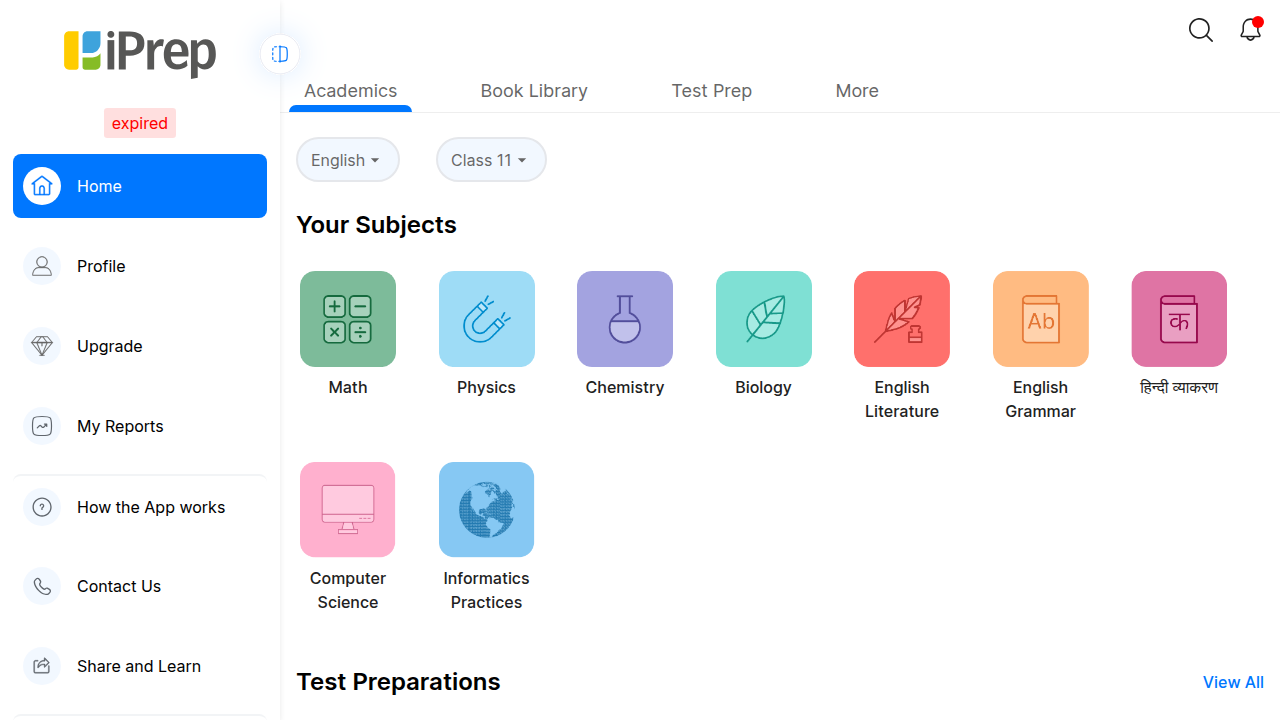 iPrep
expired
Home
Profile
Upgrade
My Reports
How the App works
Contact Us
Share and Learn
Academics
Book Library
Test Prep
More
English
Class 11
Your Subjects
Math
Physics
Chemistry
Biology
English
Literature
Ab
English
Grammar
क
हिन्दी व्याकरण
Computer
Science
Informatics
Practices
Test Preparations
View All